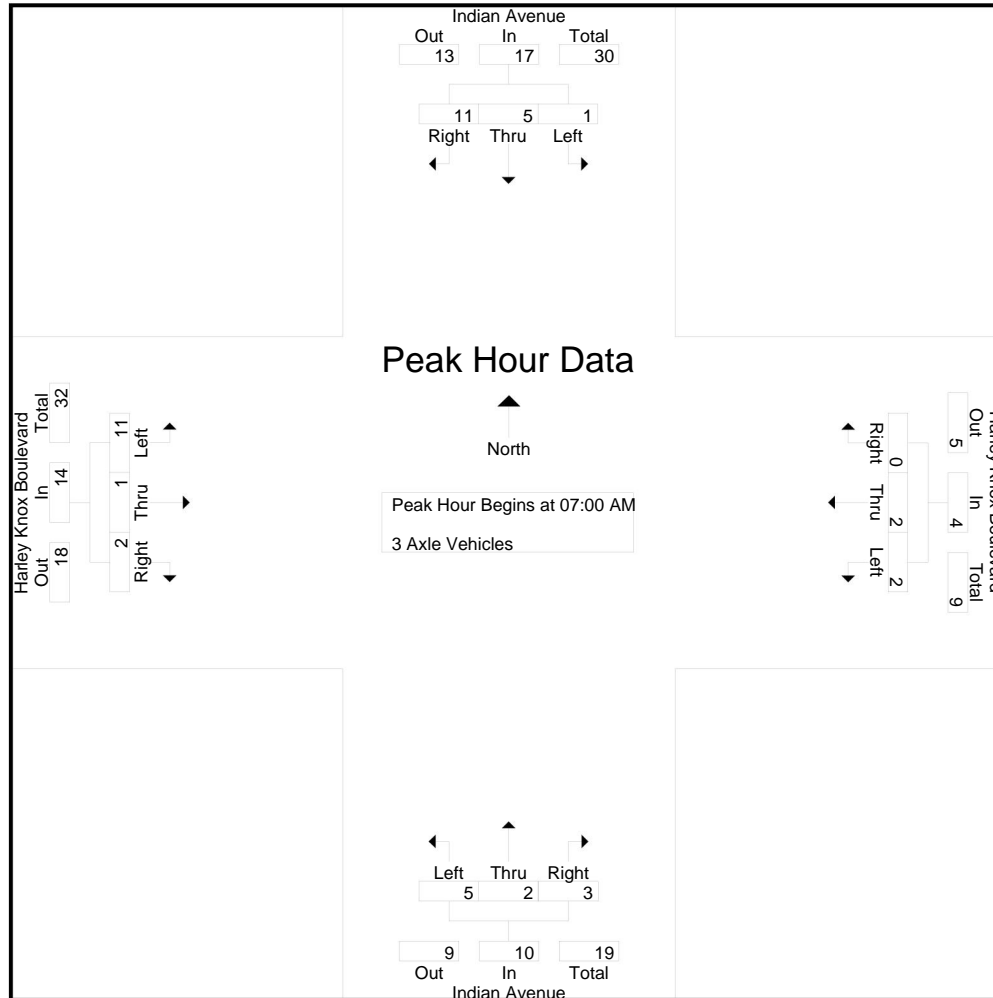 Indian Avenue
Out In Total
13 17 30
11 5 1
Right Thru Left
Peak Hour Data
North
Peak Hour Begins at 07:00 AM
3 Axle Vehicles
Harley Knox Boulevard
Out In Total
18 14 32
11 1 2
Left Thru Right
Out In Total
5 4 9
0 2 2
Right Thru Left
Left Thru Right
5 2 3
9 10 19
Out In Total
Indian Avenue